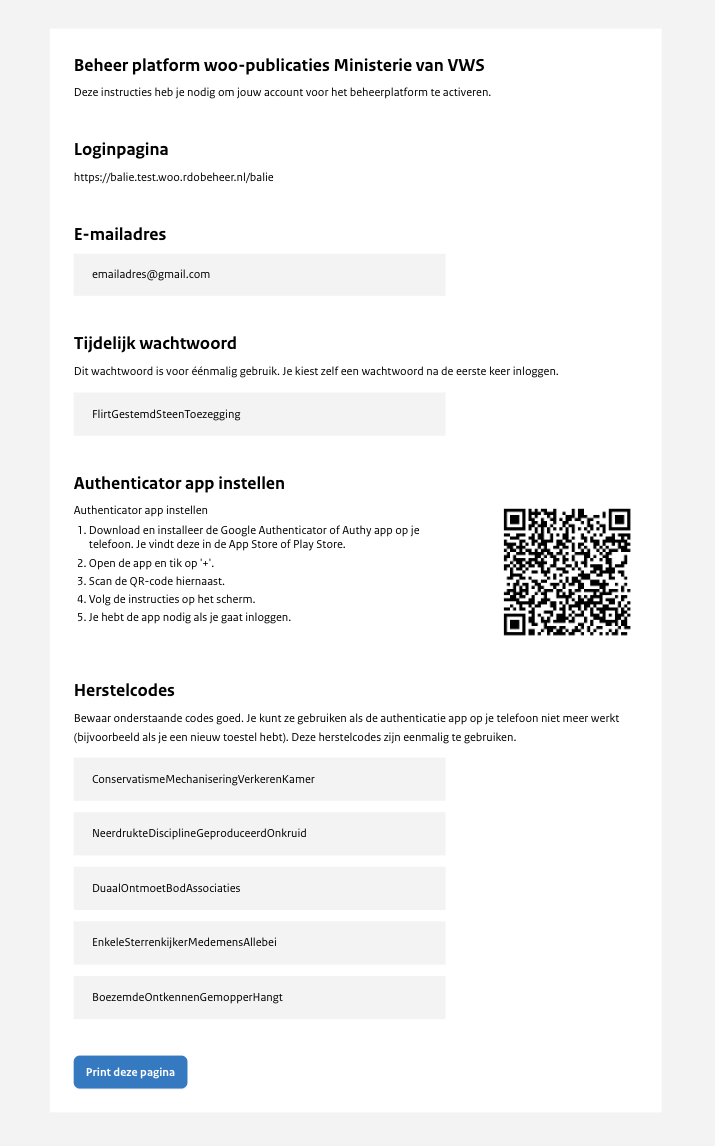 Beheer platform woo-publicaties Ministerie van VWS
Deze instructies heb je nodig om jouw account voor het beheerplatform te activeren.
Loginpagina
https://balie.test.woo.rdobeheer.nl/balie
E-mailadres
emailadres@gmail.com
Tijdelijk wachtwoord
Dit wachtwoord is voor éénmalig gebruik. Je kiest zelf een wachtwoord na de eerste keer inloggen.
FlirtGestemdSteenToezegging
Authenticator app instellen
Authenticator app instellen
1. Download en installeer de Google Authenticator of Authy app op je
telefoon. Je vindt deze in de App Store of Play Store.
2. Open de app en tik op '+'.
3. Scan de QR-code hiernaast.
4. Volg de instructies op het scherm.
5. Je hebt de app nodig als je gaat inloggen.
Herstelcodes
Bewaar onderstaande codes goed. Je kunt ze gebruiken als de authenticatie app op je telefoon niet meer werkt
(bijvoorbeeld als je een nieuw toestel hebt). Deze herstelcodes zijn eenmalig te gebruiken.
ConservatismeMechaniseringVerkerenKamer
NeerdrukteDisciplineGeproduceerdOnkruid
DuaalOntmoetBodAssociaties
EnkeleSterrenkijkerMedemensAllebei
BoezemdeOntkennenGemopperHangt
Print deze pagina